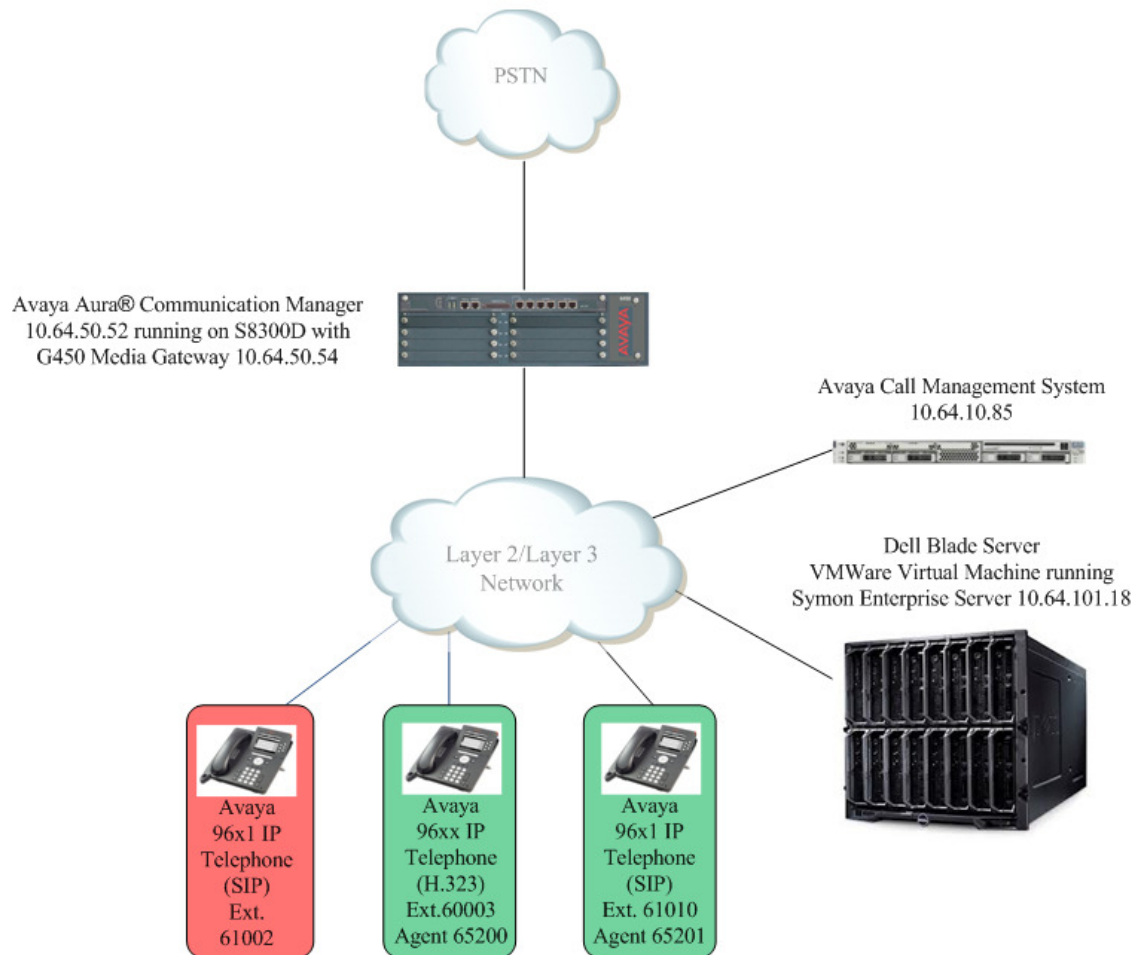 PSTN
Avaya Aura® Communication Manager
10.64.50.52 running on S8300D with
G450 Media Gateway 10.64.50.54
AVAYA
Avaya Call Management System
10.64.10.85
Layer 2/Layer 3
Network
Dell Blade Server
VMWare Virtual Machine running
Symon Enterprise Server 10.64.101.18
Avaya
96x1 IP
Telephone
(SIP)
Ext.
61002
Avaya
96xx IP
Telephone
(H.323)
Ext.60003
Agent 65200
Avaya
96x1 IP
Telephone
(SIP)
Ext. 61010
Agent 65201